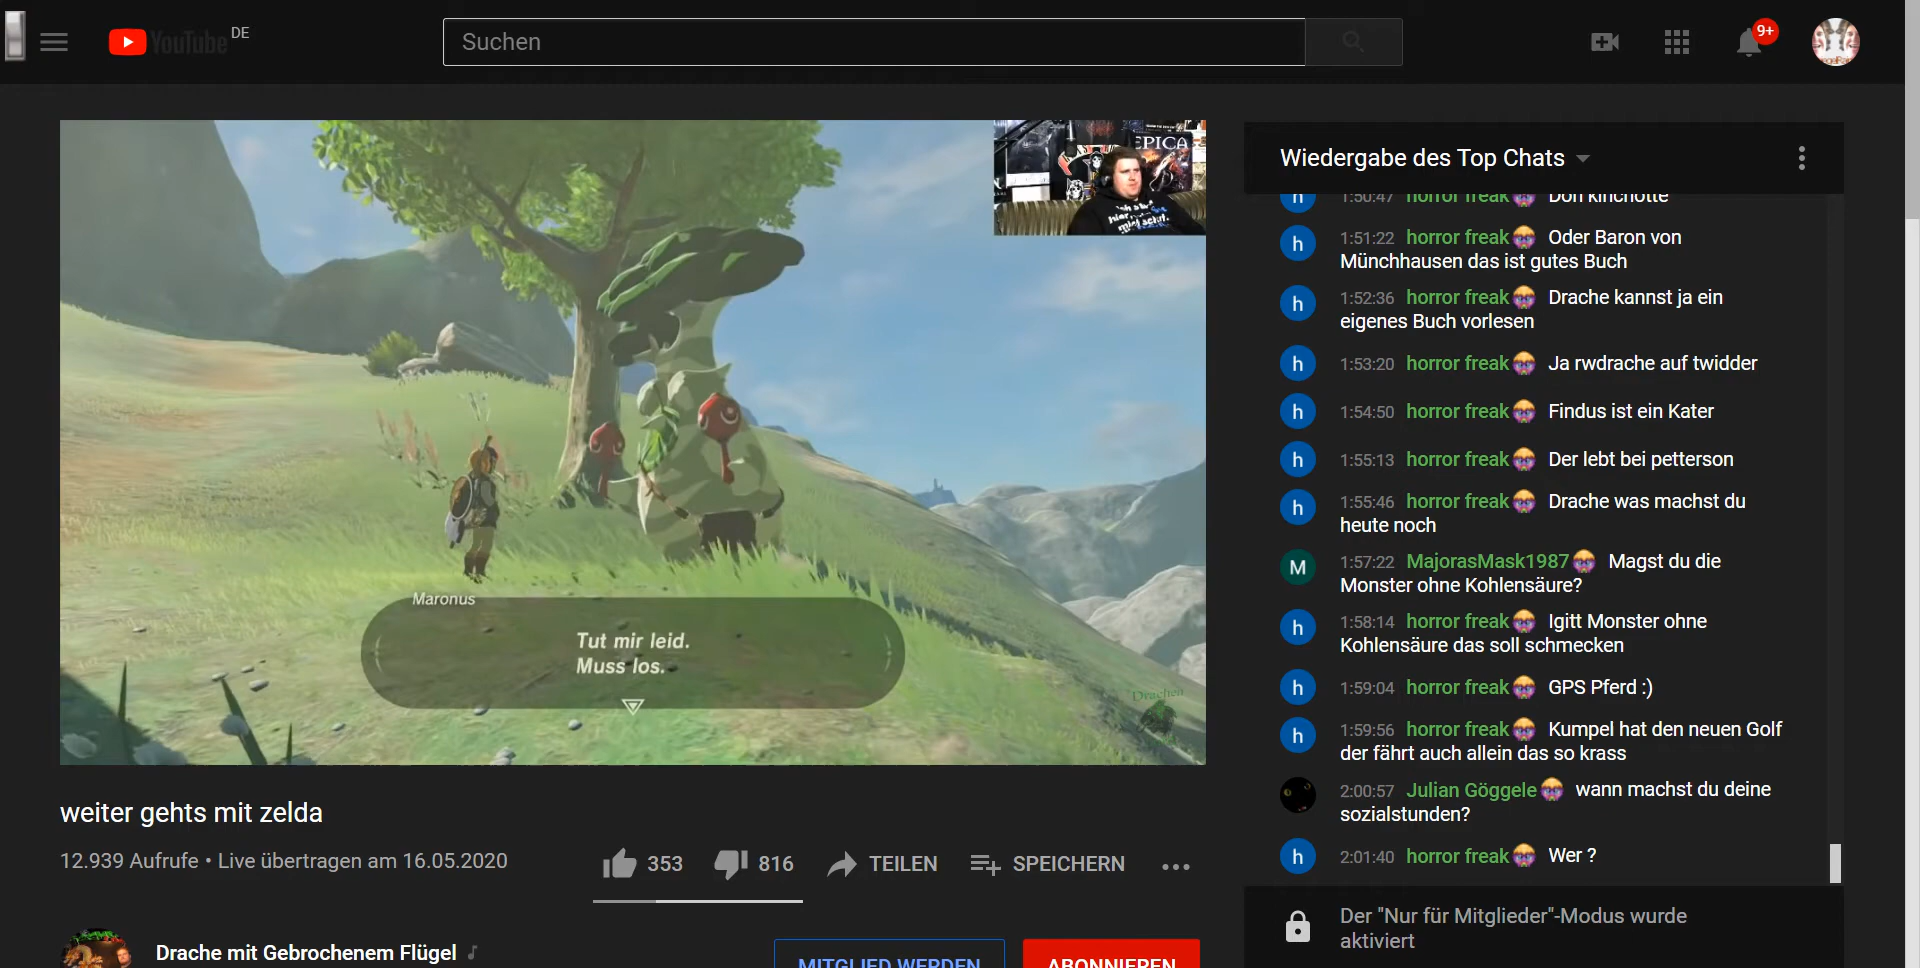 YouTube DE
Suchen
9+
EPICA
Maronus
Tut mir leid.
Muss los.
Drachen
weiter gehts mit zelda
12.939 Aufrufe • Live übertragen am 16.05.2020
353
816
TEILEN
SPEICHERN
Drache mit Gebrochenem Flügel
MITGLIED WERDEN
ABONNIEREN
Wiedergabe des Top Chats
h 1:50:47 horror freak Don kinchotte
h 1:51:22 horror freak Oder Baron von
Münchhausen das ist gutes Buch
h 1:52:36 horror freak Drache kannst ja ein
eigenes Buch vorlesen
h 1:53:20 horror freak Ja rwdrache auf twidder
h 1:54:50 horror freak Findus ist ein Kater
h 1:55:13 horror freak Der lebt bei petterson
h 1:55:46 horror freak Drache was machst du
heute noch
M 1:57:22 MajorasMask1987 Magst du die
Monster ohne Kohlensäure?
h 1:58:14 horror freak Igitt Monster ohne
Kohlensäure das soll schmecken
h 1:59:04 horror freak GPS Pferd :)
h 1:59:56 horror freak Kumpel hat den neuen Golf
der fährt auch allein das so krass
2:00:57 Julian Göggele wann machst du deine
sozialstunden?
h 2:01:40 horror freak Wer ?
Der "Nur für Mitglieder"-Modus wurde
aktiviert